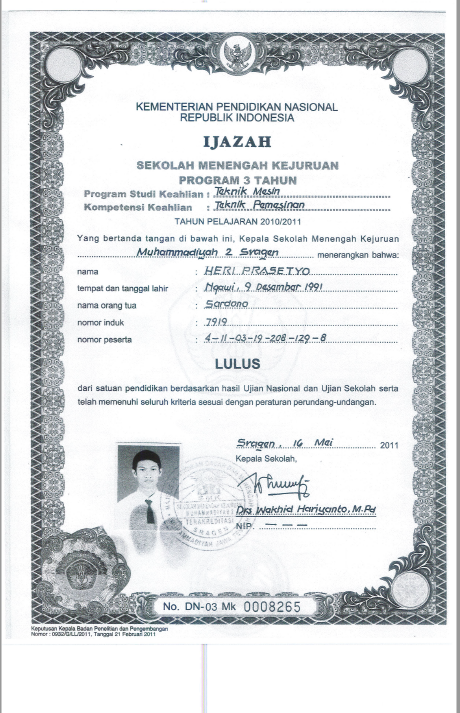 KEMENTERIAN PENDIDIKAN NASIONAL
REPUBLIK INDONESIA
IJAZAH
SEKOLAH MENENGAH KEJURUAN
PROGRAM 3 TAHUN
Program Studi Keahlian : Teknik Mesin
Kompetensi Keahlian : Teknik Pemesinan
TAHUN PELAJARAN 2010/2011
Yang bertanda tangan di bawah ini, Kepala Sekolah Menengah Kejuruan
Muhammadiyah 2 Sragen menerangkan bahwa:
nama : HERI PRASETYO
tempat dan tanggal lahir : Ngawi, 9 Desember 1991
nama orang tua : Sardono
nomor induk : 7919
nomor peserta : 4-11-03-19-208-129-8
LULUS
dari satuan pendidikan berdasarkan hasil Ujian Nasional dan Ujian Sekolah serta
telah memenuhi seluruh kriteria sesuai dengan peraturan perundang-undangan.
Sragen, 16 Mei 2011
Kepala Sekolah,
Drs Wakhid Hariyanto, M.Pd
NIP. - - -
TERAKREDITASI
SRAGEN
No. DN-03 Mk 0008265
Keputusan Kepala Badan Penelitian dan Pengembangan
Nomor : 0932/G/LL/2011, Tanggal 21 Februari 2011